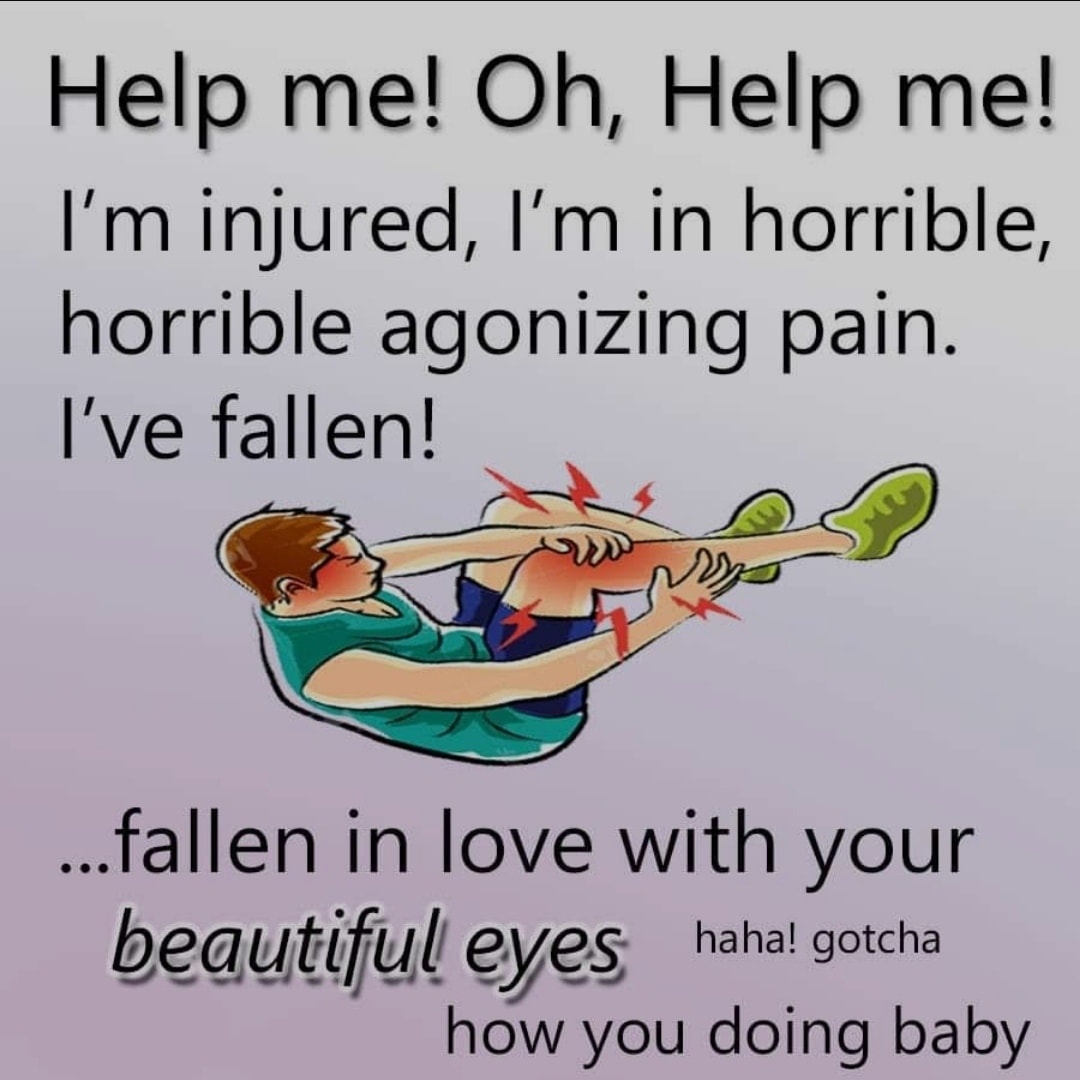 Help me! Oh, Help me!
I’m injured, I’m in horrible,
horrible agonizing pain.
I’ve fallen!
...fallen in love with your
beautiful eyes haha! gotcha
how you doing baby